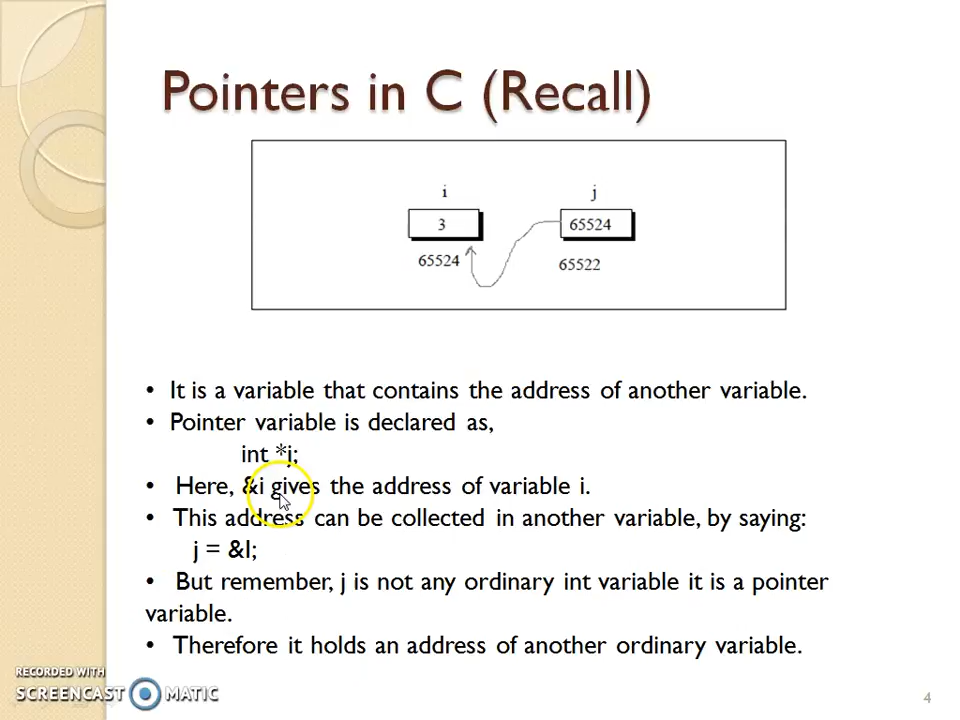 Pointers in C (Recall)
i j
3 65524
65524 65522
• It is a variable that contains the address of another variable.
• Pointer variable is declared as,
int *j;
• Here, &i gives the address of variable i.
• This address can be collected in another variable, by saying:
j = &I;
• But remember, j is not any ordinary int variable it is a pointer
variable.
• Therefore it holds an address of another ordinary variable.
RECORDED WITH
SCREENCAST MATIC
4